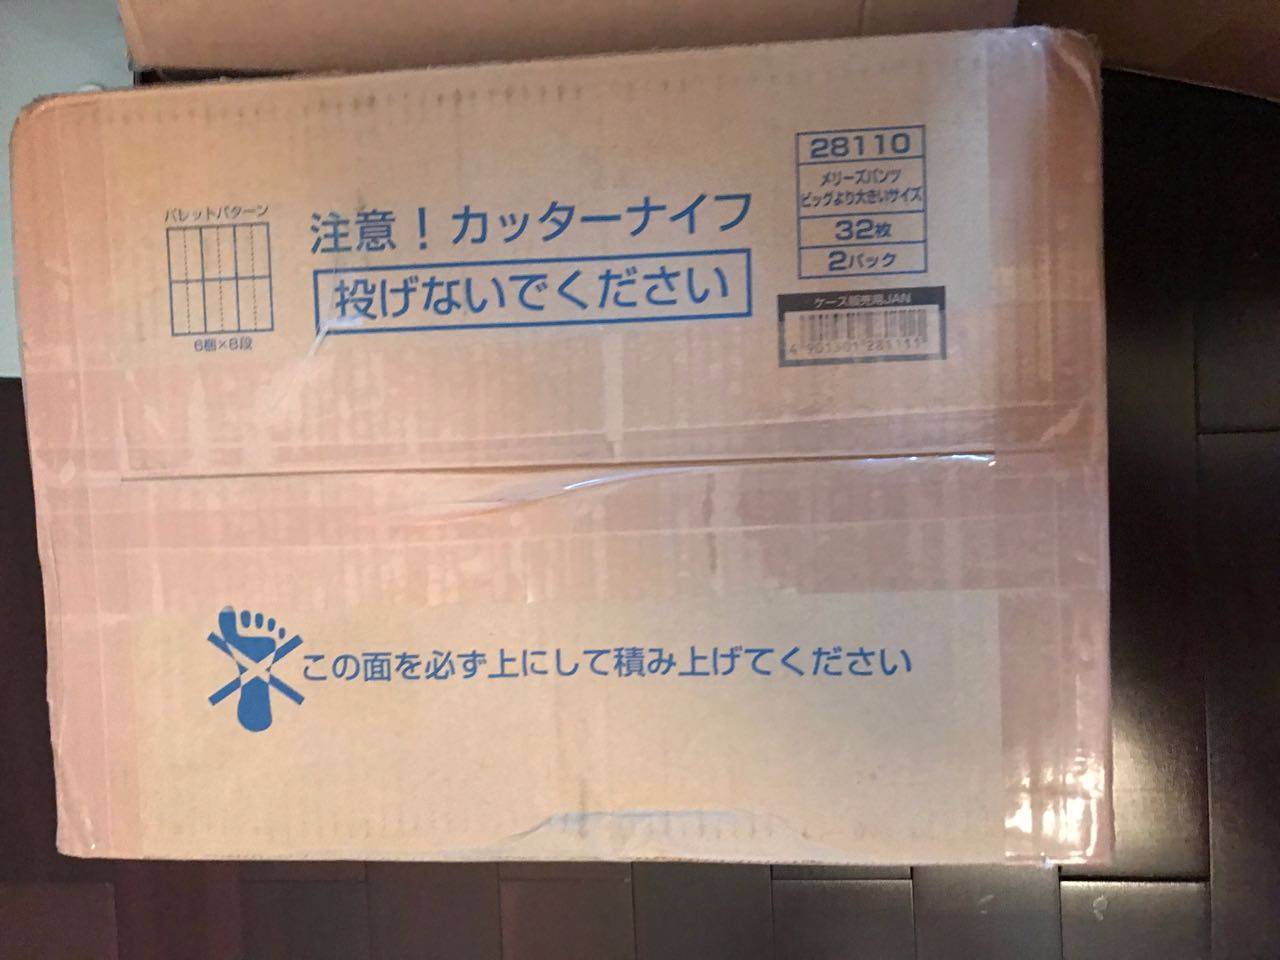 28110
メリーズパンツ
ビッグより大きいサイズ
32枚
2パック
パレットパターン
6梱×8段
注意！カッターナイフ
投げないでください
ケース販売用JAN
4 901301 281111
この面を必ず上にして積み上げてください